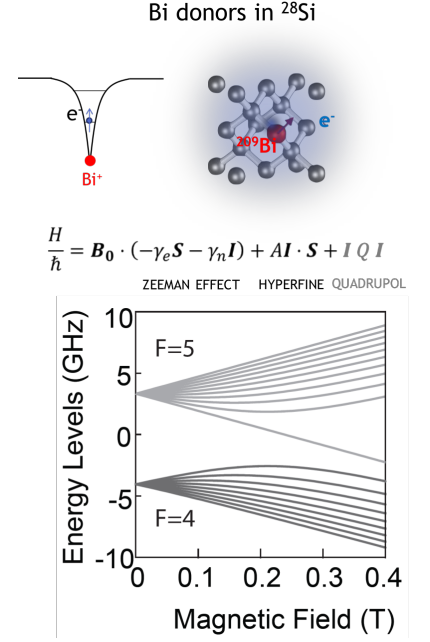 Bi donors in ²⁸Si
e⁻
Bi⁺
²⁰⁹Bi
e⁻
H/ℏ = B₀ · (−γₑS − γₙI) + AI · S + I Q I
ZEEMAN EFFECT HYPERFINE QUADRUPOL
Energy Levels (GHz)
10
5
0
-5
-10
F=5
F=4
0 0.1 0.2 0.3 0.4
Magnetic Field (T)